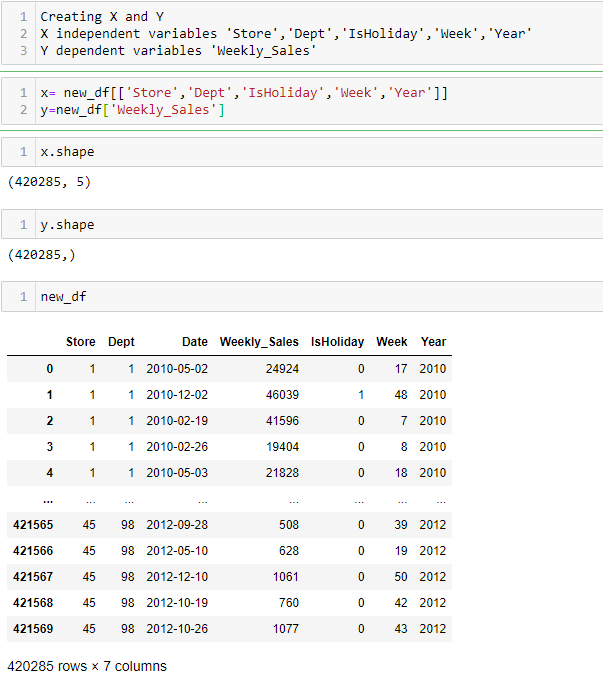 1 Creating X and Y
2 X independent variables 'Store','Dept','IsHoliday','Week','Year'
3 Y dependent variables 'Weekly_Sales'
1 x= new_df[['Store','Dept','IsHoliday','Week','Year']]
2 y=new_df['Weekly_Sales']
1 x.shape
(420285, 5)
1 y.shape
(420285,)
1 new_df
Store Dept Date Weekly_Sales IsHoliday Week Year
0 1 1 2010-05-02 24924 0 17 2010
1 1 1 2010-12-02 46039 1 48 2010
2 1 1 2010-02-19 41596 0 7 2010
3 1 1 2010-02-26 19404 0 8 2010
4 1 1 2010-05-03 21828 0 18 2010
... ... ... ... ... ... ... ...
421565 45 98 2012-09-28 508 0 39 2012
421566 45 98 2012-05-10 628 0 19 2012
421567 45 98 2012-12-10 1061 0 50 2012
421568 45 98 2012-10-19 760 0 42 2012
421569 45 98 2012-10-26 1077 0 43 2012
420285 rows × 7 columns